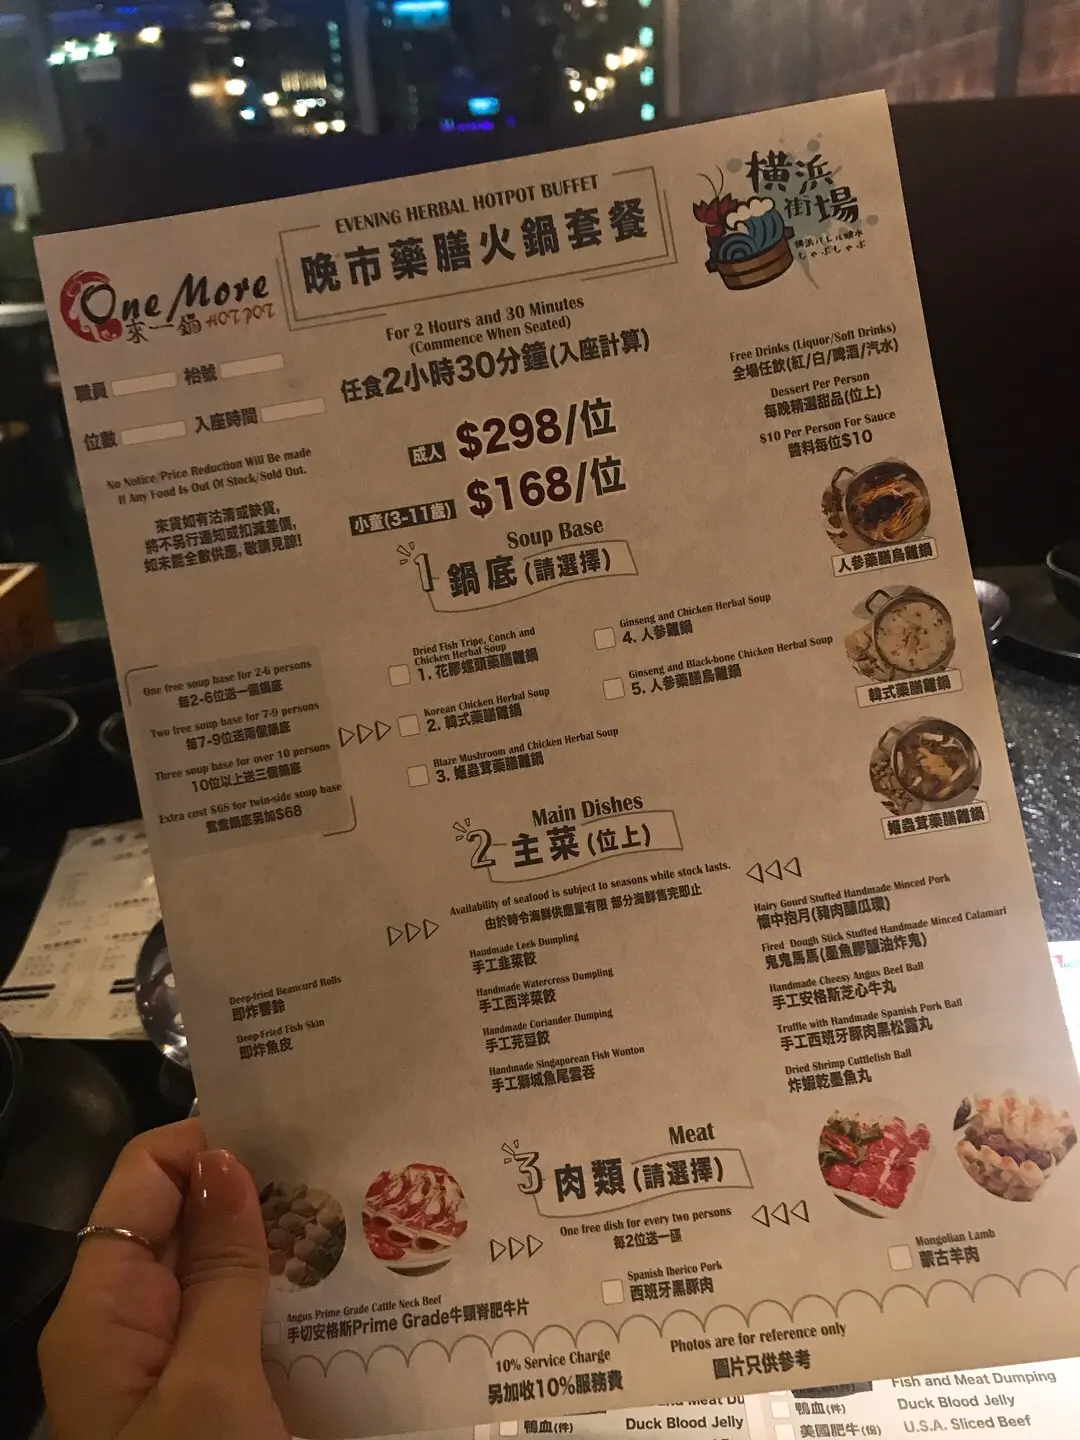 One More
來一鍋 HOT POT
EVENING HERBAL HOTPOT BUFFET
晚市藥膳火鍋套餐
橫浜
街場
横浜バレル噴水
しゃぶしゃぶ
職員
枱號
位數
入座時間
No Notice/Price Reduction Will Be made
If Any Food Is Out Of Stock/Sold Out.
來貨如有沽清或缺貨,
將不另行通知或扣減差價,
如未能全數供應,敬請見諒!
For 2 Hours and 30 Minutes
(Commence When Seated)
任食2小時30分鐘(入座計算)
成人 $298/位
小童(3-11歲) $168/位
Free Drinks (Liquor/Soft Drinks)
全場任飲(紅/白/啤酒/汽水)
Dessert Per Person
每晚精選甜品(位上)
$10 Per Person For Sauce
醬料每位$10
人參藥膳烏雞鍋
韓式藥膳雞鍋
姬蟲茸藥膳雞鍋
Soup Base
1 鍋底(請選擇)
One free soup base for 2-6 persons
每2-6位送一個鍋底
Two free soup base for 7-9 persons
每7-9位送兩個鍋底
Three soup base for over 10 persons
10位以上送三個鍋底
Extra cost $68 for twin-side soup base
鴛鴦鍋底另加$68
Dried Fish Tripe, Conch and
Chicken Herbal Soup
1. 花膠螺頭藥膳雞鍋
Korean Chicken Herbal Soup
2. 韓式藥膳雞鍋
Blaze Mushroom and Chicken Herbal Soup
3. 姬蟲茸藥膳雞鍋
Ginseng and Chicken Herbal Soup
4. 人參雞鍋
Ginseng and Black-bone Chicken Herbal Soup
5. 人參藥膳烏雞鍋
Main Dishes
2 主菜(位上)
Availability of seafood is subject to seasons while stock lasts.
由於時令海鮮供應量有限 部分海鮮售完即止
Deep-fried Beancurd Rolls
即炸響鈴
Deep-Fried Fish Skin
即炸魚皮
Handmade Leek Dumpling
手工韮菜餃
Handmade Watercress Dumpling
手工西洋菜餃
Handmade Coriander Dumping
手工芫荽餃
Handmade Singaporean Fish Wonton
手工獅城魚尾雲吞
Hairy Gourd Stuffed Handmade Minced Pork
懷中抱月(豬肉釀瓜環)
Fired Dough Stick Stuffed Handmade Minced Calamari
鬼鬼馬馬(墨魚膠釀油炸鬼)
Handmade Cheesy Angus Beef Ball
手工安格斯芝心牛丸
Truffle with Handmade Spanish Pork Ball
手工西班牙豚肉黑松露丸
Dried Shrimp Cuttlefish Ball
炸蝦乾墨魚丸
Meat
3 肉類(請選擇)
One free dish for every two persons
每2位送一碟
Angus Prime Grade Cattle Neck Beef
手切安格斯Prime Grade牛頸脊肥牛片
Spanish Iberico Pork
西班牙黑豚肉
Mongolian Lamb
蒙古羊肉
10% Service Charge
另加收10%服務費
Photos are for reference only
圖片只供參考
鴨血(件) Duck Blood Jelly
Fish and Meat Dumping
鴨血(件) Duck Blood Jelly
美國肥牛 U.S.A. Sliced Beef